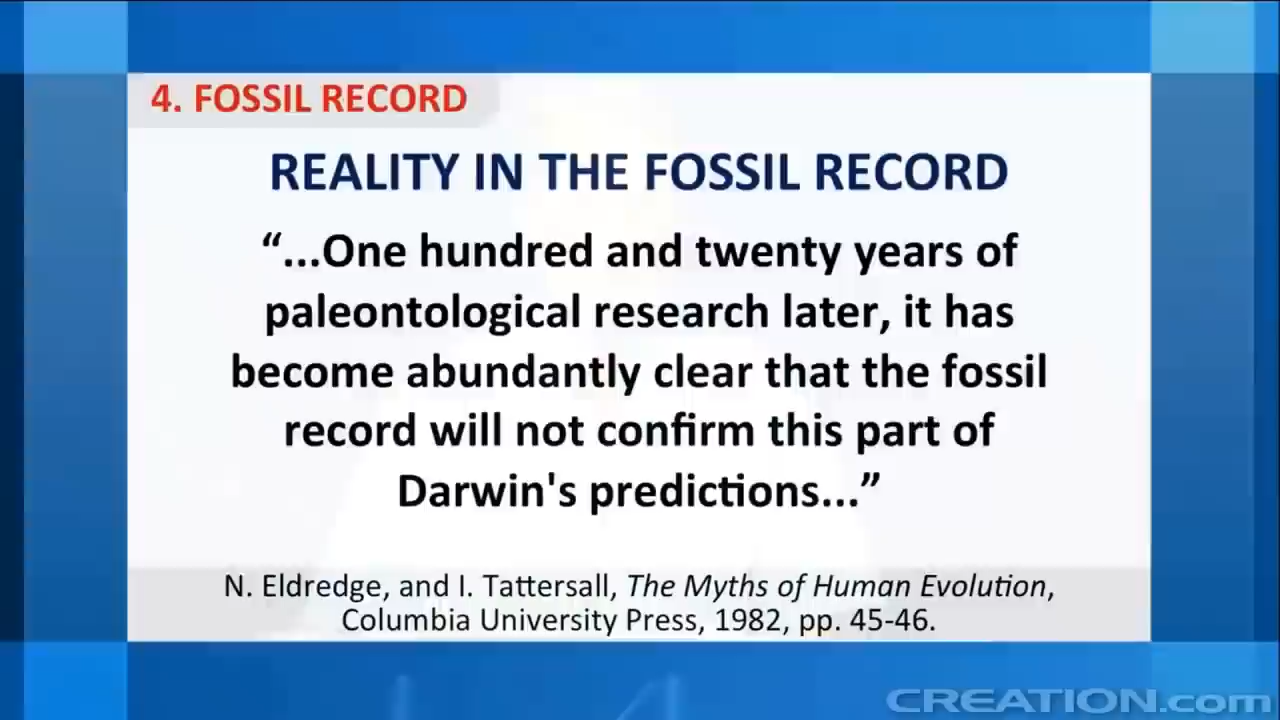 4. FOSSIL RECORD
REALITY IN THE FOSSIL RECORD
“...One hundred and twenty years of
paleontological research later, it has
become abundantly clear that the fossil
record will not confirm this part of
Darwin's predictions...”
N. Eldredge, and I. Tattersall, The Myths of Human Evolution,
Columbia University Press, 1982, pp. 45-46.
CREATION.com